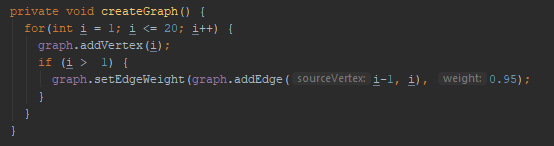 private void createGraph() {
for(int i = 1; i <= 20; i++) {
graph.addVertex(i);
if (i > 1) {
graph.setEdgeWeight(graph.addEdge( sourceVertex: i-1, i), weight: 0.95);
}
}
}